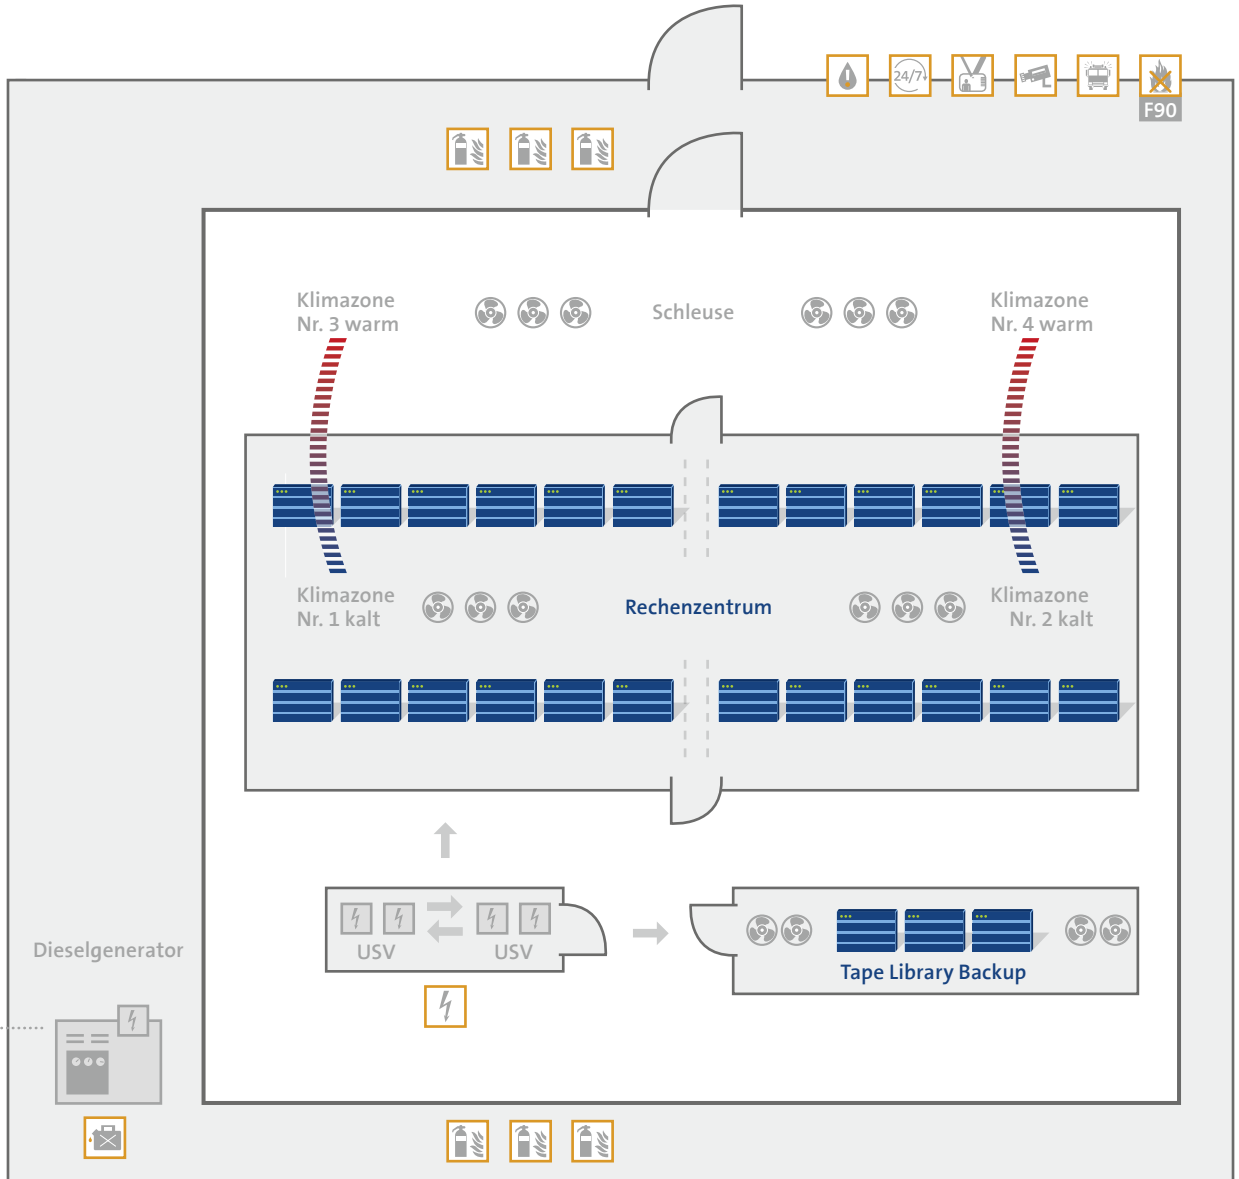 24/7
F90
Klimazone
Nr. 3 warm
Schleuse
Klimazone
Nr. 4 warm
Klimazone
Nr. 1 kalt
Rechenzentrum
Klimazone
Nr. 2 kalt
USV
USV
Dieselgenerator
Tape Library Backup